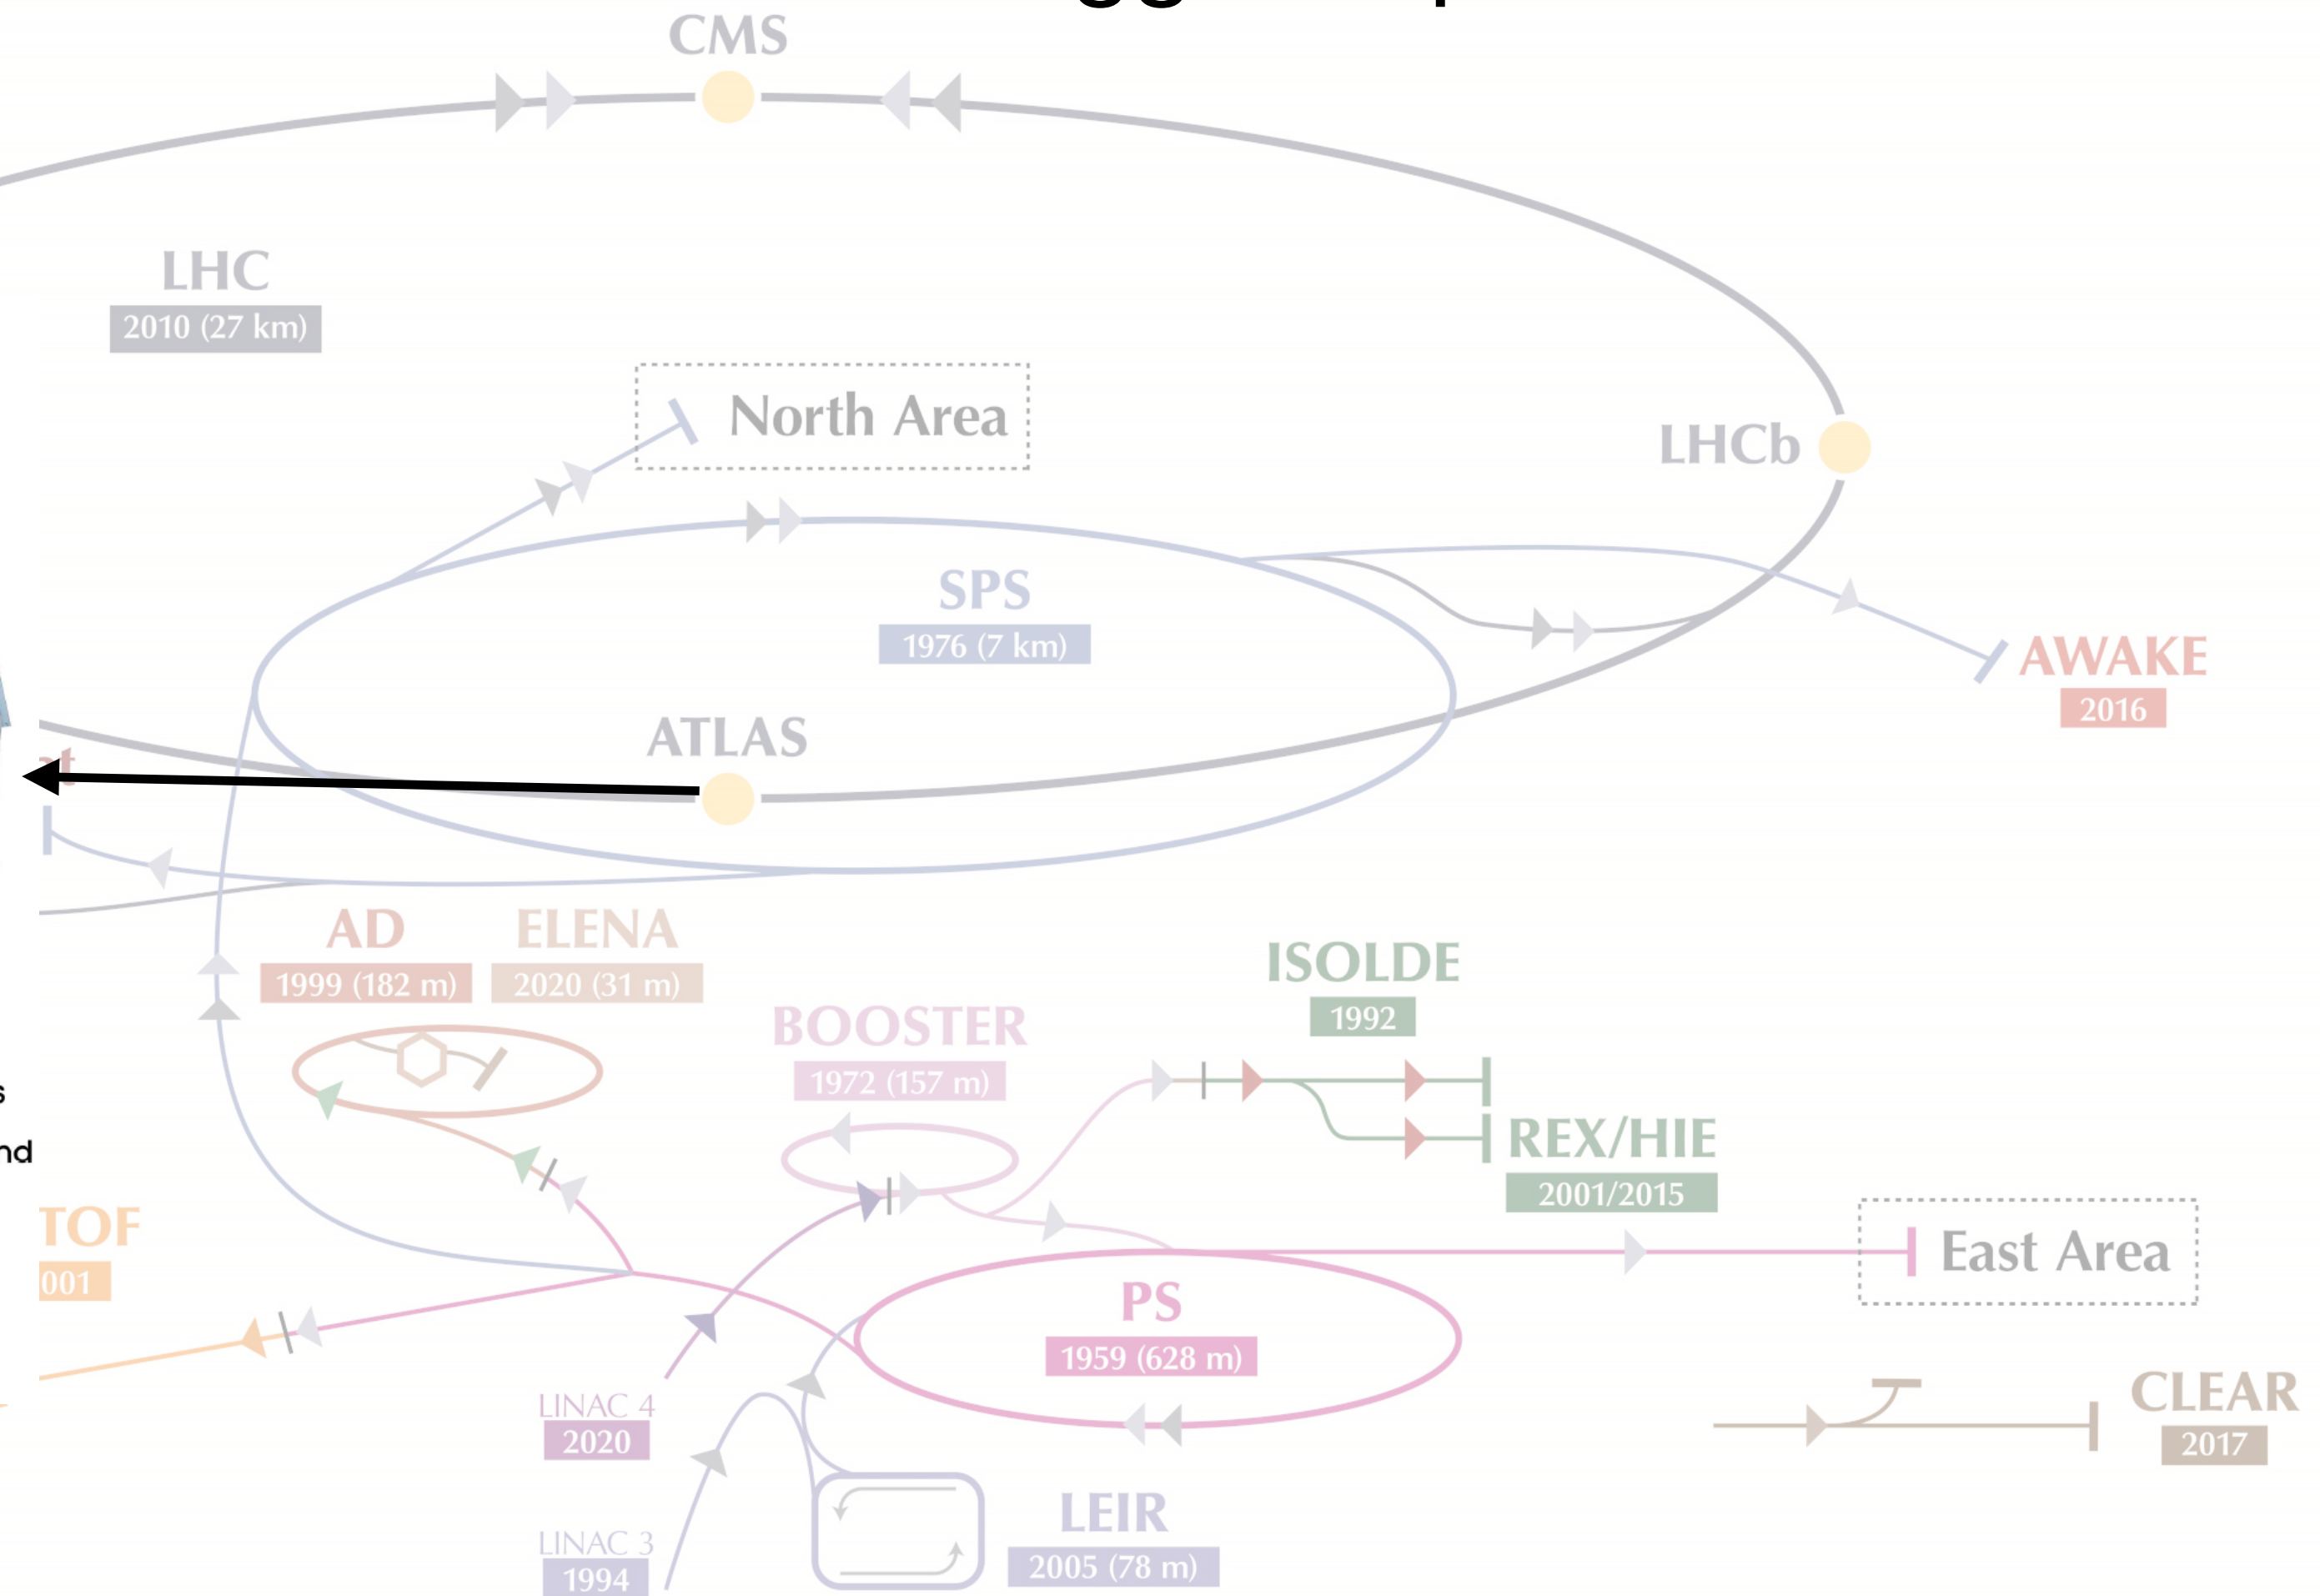 CMS
LHC
2010 (27 km)
North Area
LHCb
SPS
1976 (7 km)
AWAKE
2016
ATLAS
AD
1999 (182 m)
ELENA
2020 (31 m)
ISOLDE
1992
BOOSTER
1972 (157 m)
s
nd
REX/HIE
2001/2015
TOF
001
East Area
PS
1959 (628 m)
LINAC 4
2020
CLEAR
2017
LEIR
2005 (78 m)
LINAC 3
1994